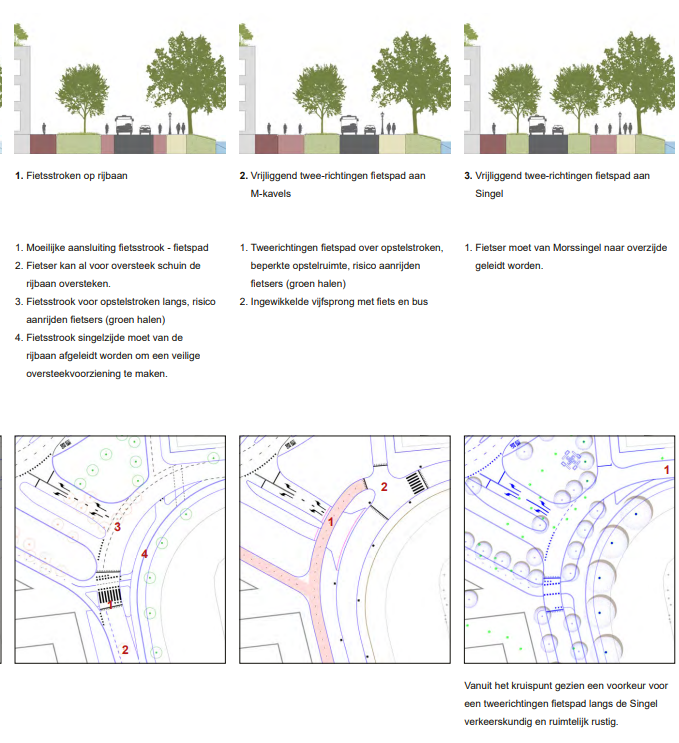 1. Fietsstroken op rijbaan
2. Vrijliggend twee-richtingen fietspad aan
M-kavels
3. Vrijliggend twee-richtingen fietspad aan
Singel
1. Moeilijke aansluiting fietsstrook - fietspad
2. Fietser kan al voor oversteek schuin de
rijbaan oversteken.
3. Fietsstrook voor opstelstroken langs, risico
aanrijden fietsers (groen halen)
4. Fietsstrook singelzijde moet van de
rijbaan afgeleidt worden om een veilige
oversteekvoorziening te maken.
1. Tweerichtingen fietspad over opstelstroken,
beperkte opstelruimte, risico aanrijden
fietsers (groen halen)
2. Ingewikkelde vijfsprong met fiets en bus
1. Fietser moet van Morssingel naar overzijde
geleidt worden.
3
4
1
2
2
1
1
Vanuit het kruispunt gezien een voorkeur voor
een tweerichtingen fietspad langs de Singel
verkeerskundig en ruimtelijk rustig.